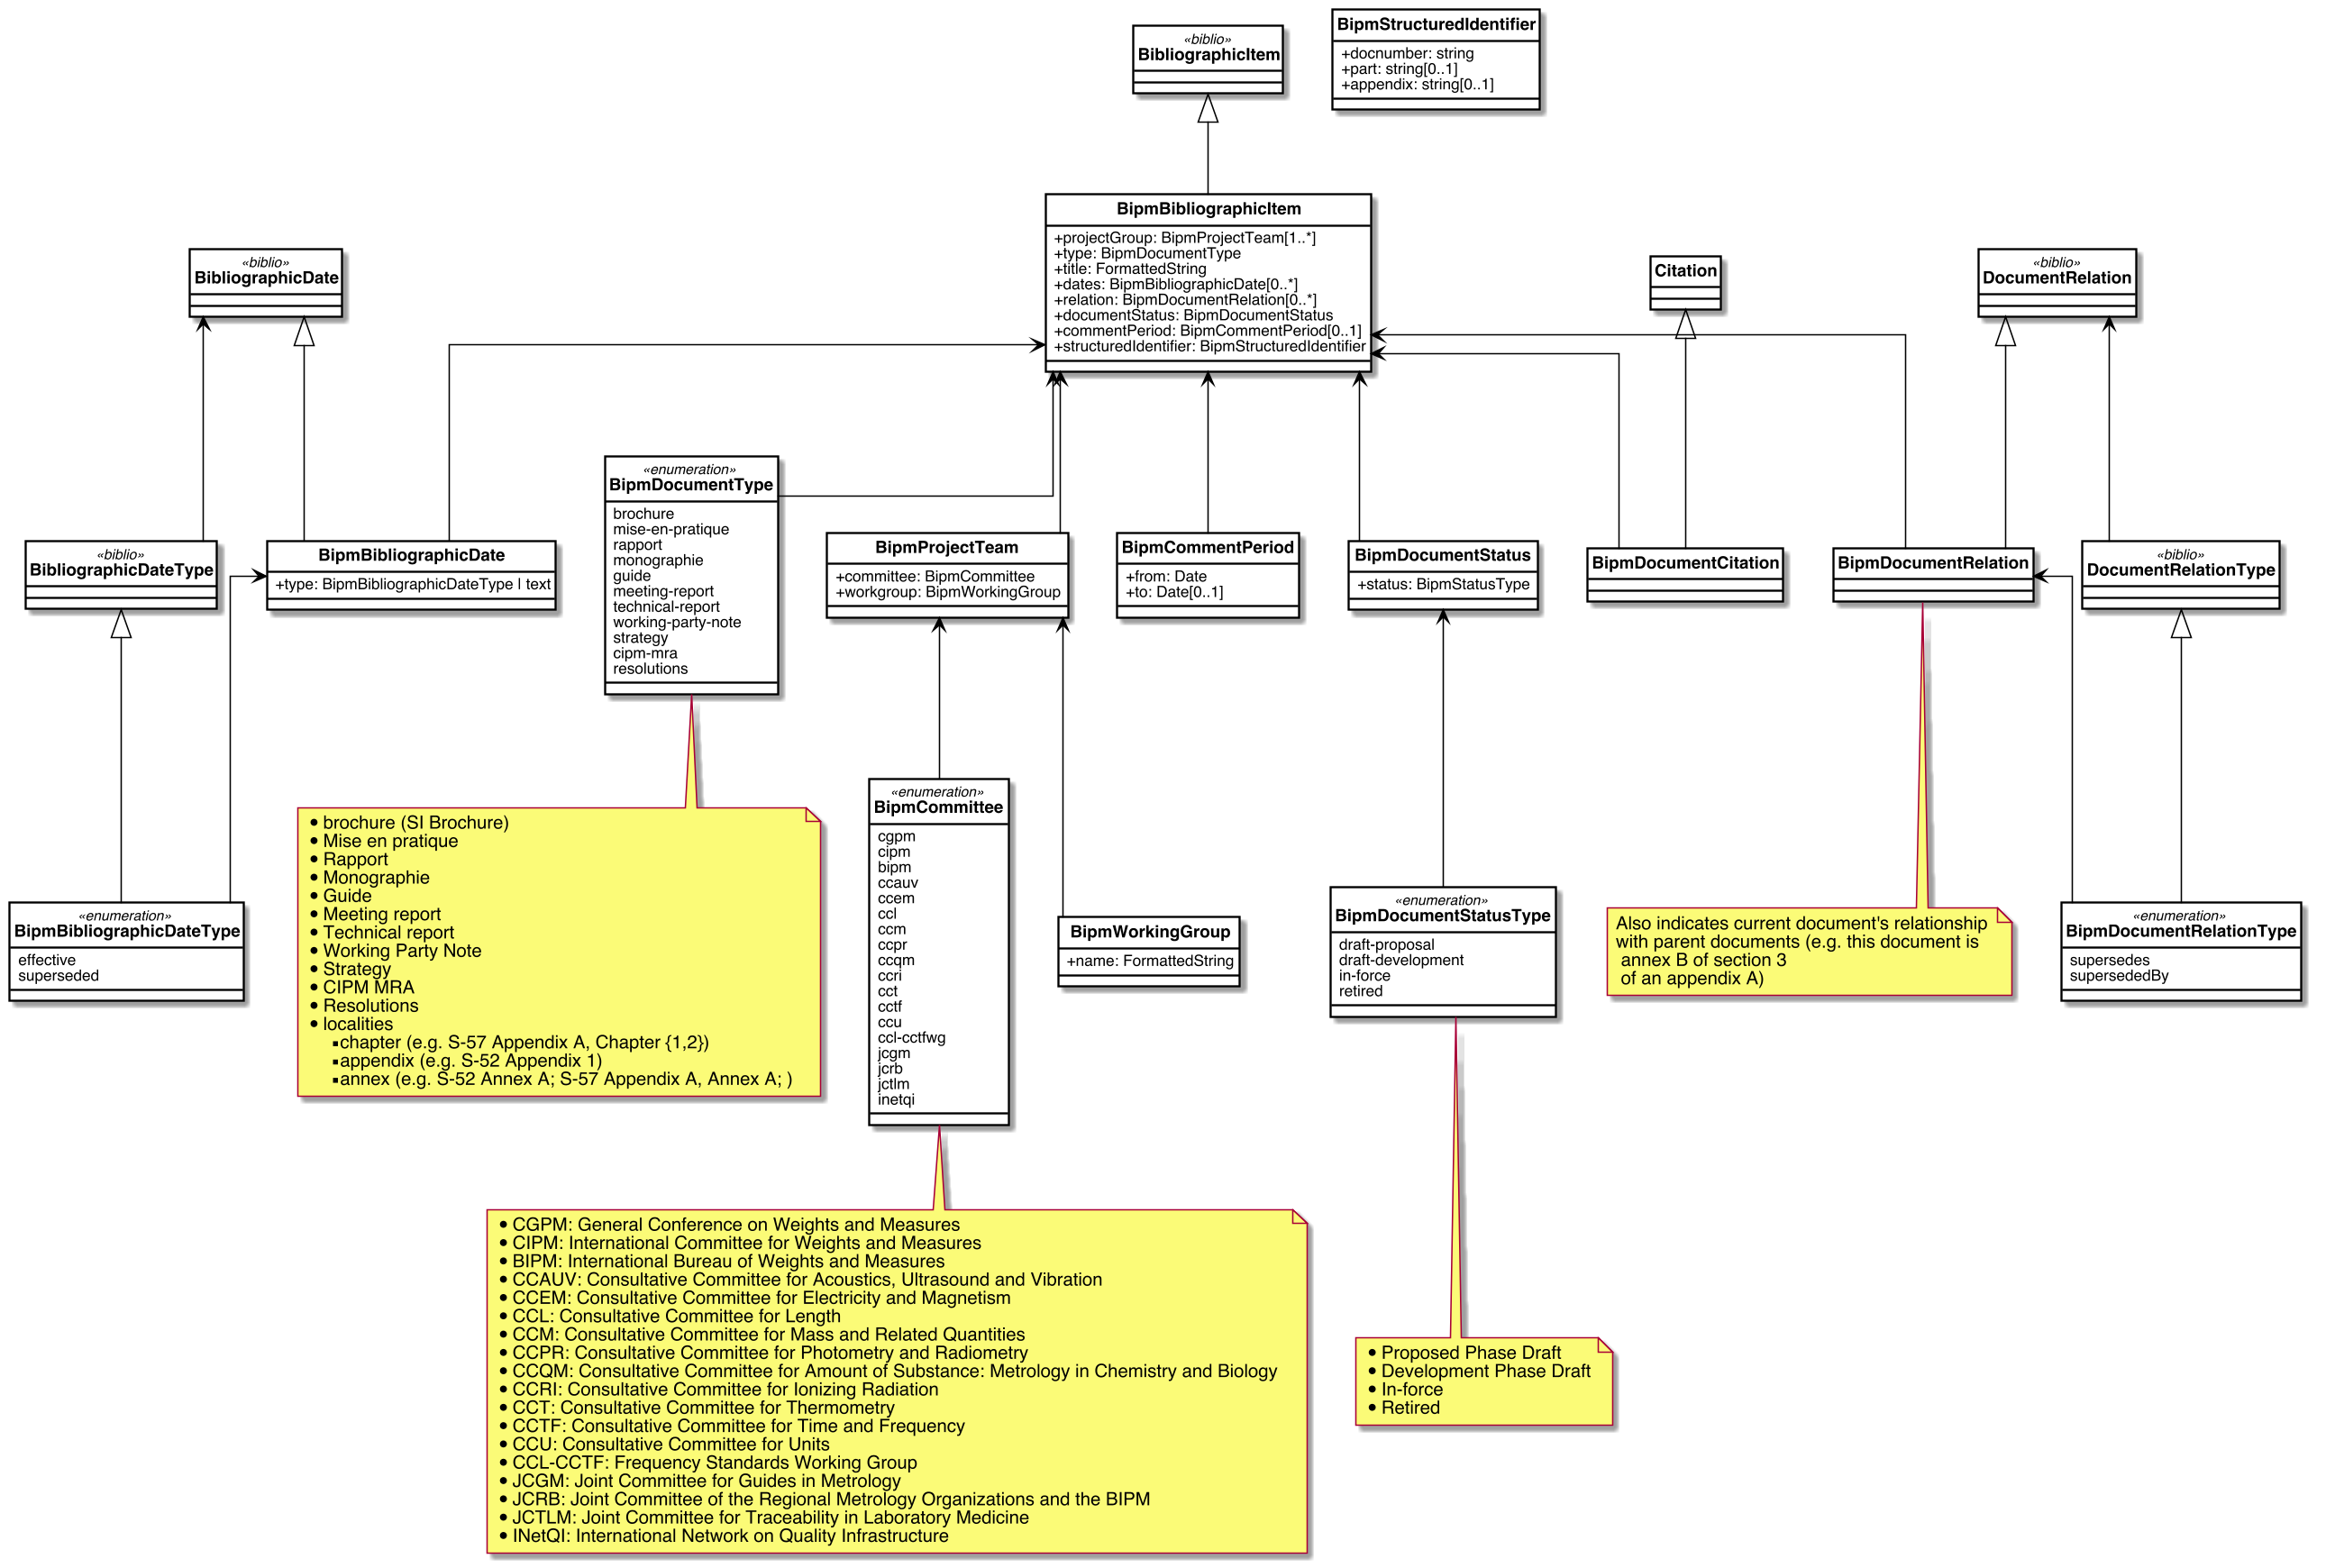 «biblio»
BibliographicItem
BipmStructuredIdentifier
+docnumber: string
+part: string[0..1]
+appendix: string[0..1]
BipmBibliographicItem
+projectGroup: BipmProjectTeam[1..*]
+type: BipmDocumentType
+title: FormattedString
+dates: BipmBibliographicDate[0..*]
+relation: BipmDocumentRelation[0..*]
+documentStatus: BipmDocumentStatus
+commentPeriod: BipmCommentPeriod[0..1]
+structuredIdentifier: BipmStructuredIdentifier
«biblio»
BibliographicDate
Citation
«biblio»
DocumentRelation
«enumeration»
BipmDocumentType
brochure
mise-en-pratique
rapport
monographie
guide
meeting-report
technical-report
working-party-note
strategy
cipm-mra
resolutions
«biblio»
BibliographicDateType
BipmBibliographicDate
+type: BipmBibliographicDateType | text
BipmProjectTeam
+committee: BipmCommittee
+workgroup: BipmWorkingGroup
BipmCommentPeriod
+from: Date
+to: Date[0..1]
BipmDocumentStatus
+status: BipmStatusType
BipmDocumentCitation
BipmDocumentRelation
«biblio»
DocumentRelationType
• brochure (SI Brochure)
• Mise en pratique
• Rapport
• Monographie
• Guide
• Meeting report
• Technical report
• Working Party Note
• Strategy
• CIPM MRA
• Resolutions
• localities
▪ chapter (e.g. S-57 Appendix A, Chapter {1,2})
▪ appendix (e.g. S-52 Appendix 1)
▪ annex (e.g. S-52 Annex A; S-57 Appendix A, Annex A; )
«enumeration»
BipmCommittee
cgpm
cipm
bipm
ccauv
ccem
ccl
ccm
ccpr
ccqm
ccri
cct
cctf
ccu
ccl-cctfwg
jcgm
jcrb
jctlm
inetqi
«enumeration»
BipmBibliographicDateType
effective
superseded
BipmWorkingGroup
+name: FormattedString
«enumeration»
BipmDocumentStatusType
draft-proposal
draft-development
in-force
retired
Also indicates current document's relationship
with parent documents (e.g. this document is
annex B of section 3
of an appendix A)
«enumeration»
BipmDocumentRelationType
supersedes
supersededBy
• CGPM: General Conference on Weights and Measures
• CIPM: International Committee for Weights and Measures
• BIPM: International Bureau of Weights and Measures
• CCAUV: Consultative Committee for Acoustics, Ultrasound and Vibration
• CCEM: Consultative Committee for Electricity and Magnetism
• CCL: Consultative Committee for Length
• CCM: Consultative Committee for Mass and Related Quantities
• CCPR: Consultative Committee for Photometry and Radiometry
• CCQM: Consultative Committee for Amount of Substance: Metrology in Chemistry and Biology
• CCRI: Consultative Committee for Ionizing Radiation
• CCT: Consultative Committee for Thermometry
• CCTF: Consultative Committee for Time and Frequency
• CCU: Consultative Committee for Units
• CCL-CCTF: Frequency Standards Working Group
• JCGM: Joint Committee for Guides in Metrology
• JCRB: Joint Committee of the Regional Metrology Organizations and the BIPM
• JCTLM: Joint Committee for Traceability in Laboratory Medicine
• INetQI: International Network on Quality Infrastructure
• Proposed Phase Draft
• Development Phase Draft
• In-force
• Retired